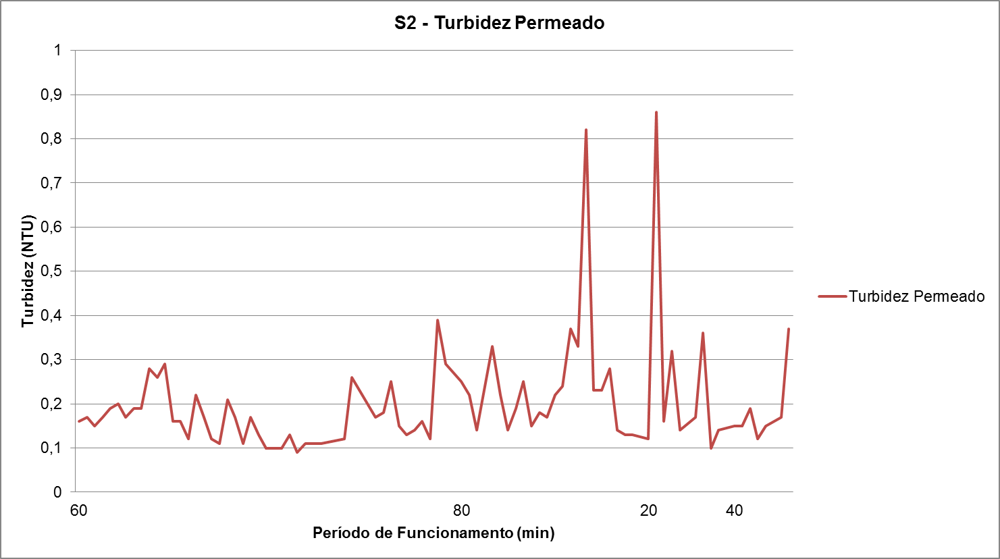 S2 - Turbidez Permeado
1
0,9
0,8
0,7
0,6
0,5
0,4
0,3
0,2
0,1
0
Turbidez (NTU)
60 80 20 40
Período de Funcionamento (min)
Turbidez Permeado